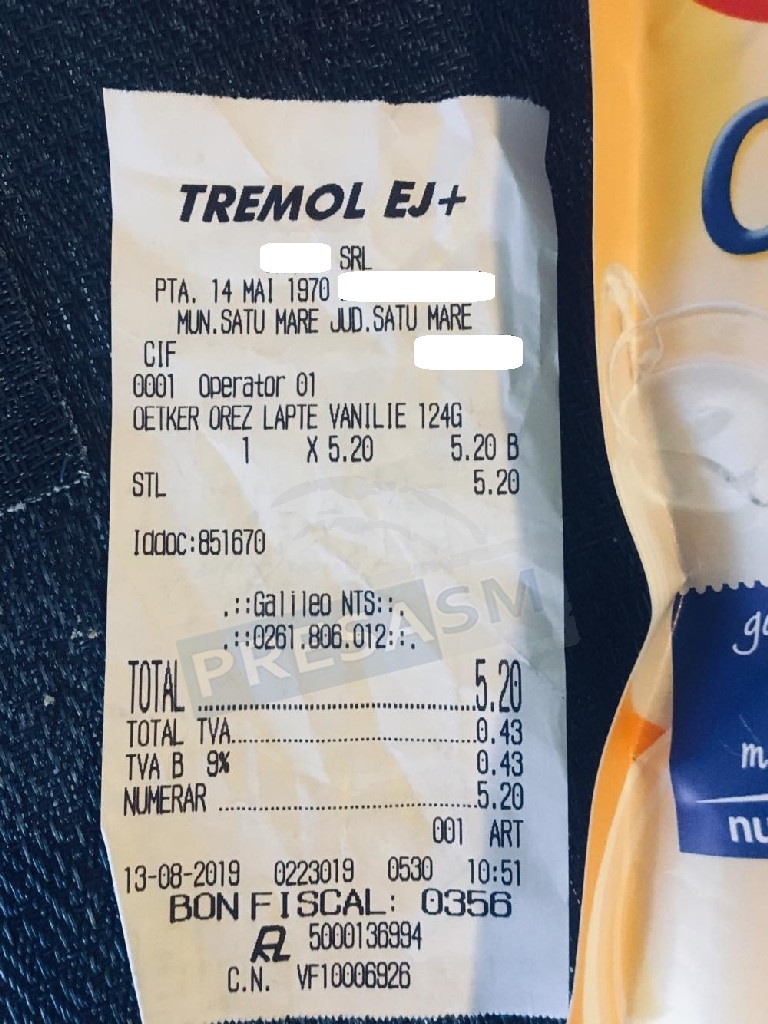 TREMOL EJ+
SRL
PTA. 14 MAI 1970
MUN.SATU MARE JUD.SATU MARE
CIF
0001 Operator 01
OETKER OREZ LAPTE VANILIE 124G
1 X 5.20 5.20 B
STL 5.20
Iddoc:851670
.::Galileo NTS::.
.::0261.806.012::.
PRESASM
TOTAL ..................................5.20
TOTAL TVA..............................0.43
TVA B 9% 0.43
NUMERAR ...............................5.20
001 ART
13-08-2019 0223019 0530 10:51
BON FISCAL: 0356
5000136994
C.N. VF10006926
nu